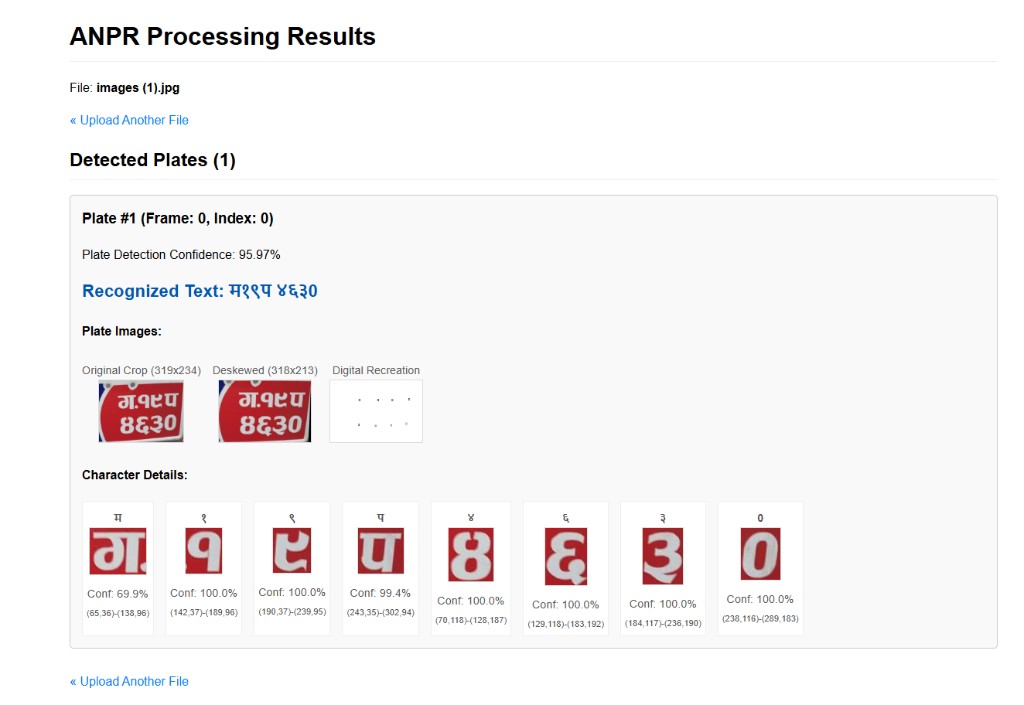 ANPR Processing Results
File: images (1).jpg
« Upload Another File
Detected Plates (1)
Plate #1 (Frame: 0, Index: 0)
Plate Detection Confidence: 95.97%
Recognized Text: म१९प ४६३0
Plate Images:
Original Crop (319x234) Deskewed (318x213) Digital Recreation
ग.१९प ग.१९प
४६३0 ४६३0
Character Details:
म १ ९ प ४ ६ ३ 0
ग. १ ९ प ४ ६ ३ 0
Conf: 69.9% Conf: 100.0% Conf: 100.0% Conf: 99.4% Conf: 100.0% Conf: 100.0% Conf: 100.0% Conf: 100.0%
(65,36)-(138,96) (142,37)-(189,96) (190,37)-(239,95) (243,35)-(302,94) (70,118)-(128,187) (129,118)-(183,192) (184,117)-(236,190) (238,116)-(289,183)
« Upload Another File